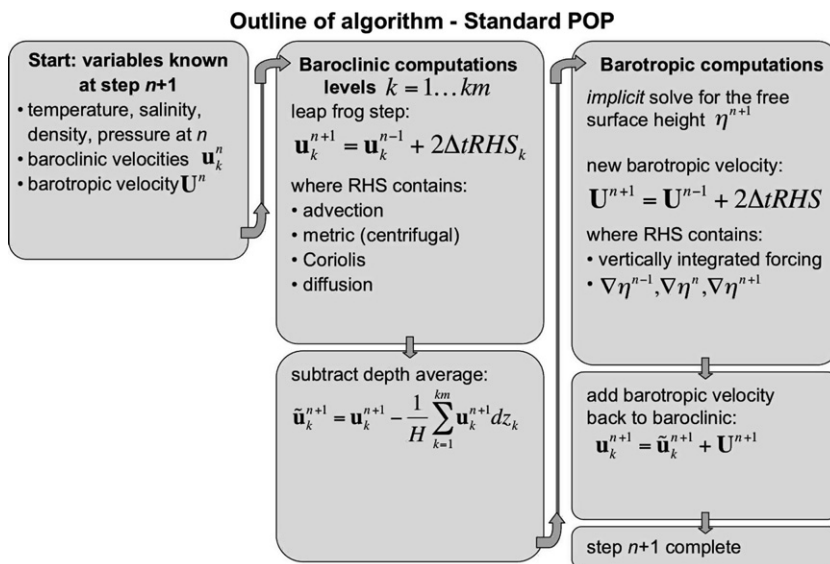 Outline of algorithm - Standard POP
Start: variables known
at step n+1
• temperature, salinity,
density, pressure at n
• baroclinic velocities 𝐮ₖⁿ
• barotropic velocity 𝐔ⁿ
Baroclinic computations
levels k = 1…km
leap frog step:
𝐮ₖⁿ⁺¹ = 𝐮ₖⁿ⁻¹ + 2ΔtRHSₖ
where RHS contains:
• advection
• metric (centrifugal)
• Coriolis
• diffusion
subtract depth average:
𝐮̃ₖⁿ⁺¹ = 𝐮ₖⁿ⁺¹ − 1/H ∑ₖ₌₁ᵏᵐ 𝐮ₖⁿ⁺¹dzₖ
Barotropic computations
implicit solve for the free
surface height ηⁿ⁺¹
new barotropic velocity:
𝐔ⁿ⁺¹ = 𝐔ⁿ⁻¹ + 2ΔtRHS
where RHS contains:
• vertically integrated forcing
• ∇ηⁿ⁻¹,∇ηⁿ,∇ηⁿ⁺¹
add barotropic velocity
back to baroclinic:
𝐮ₖⁿ⁺¹ = 𝐮̃ₖⁿ⁺¹ + 𝐔ⁿ⁺¹
step n+1 complete